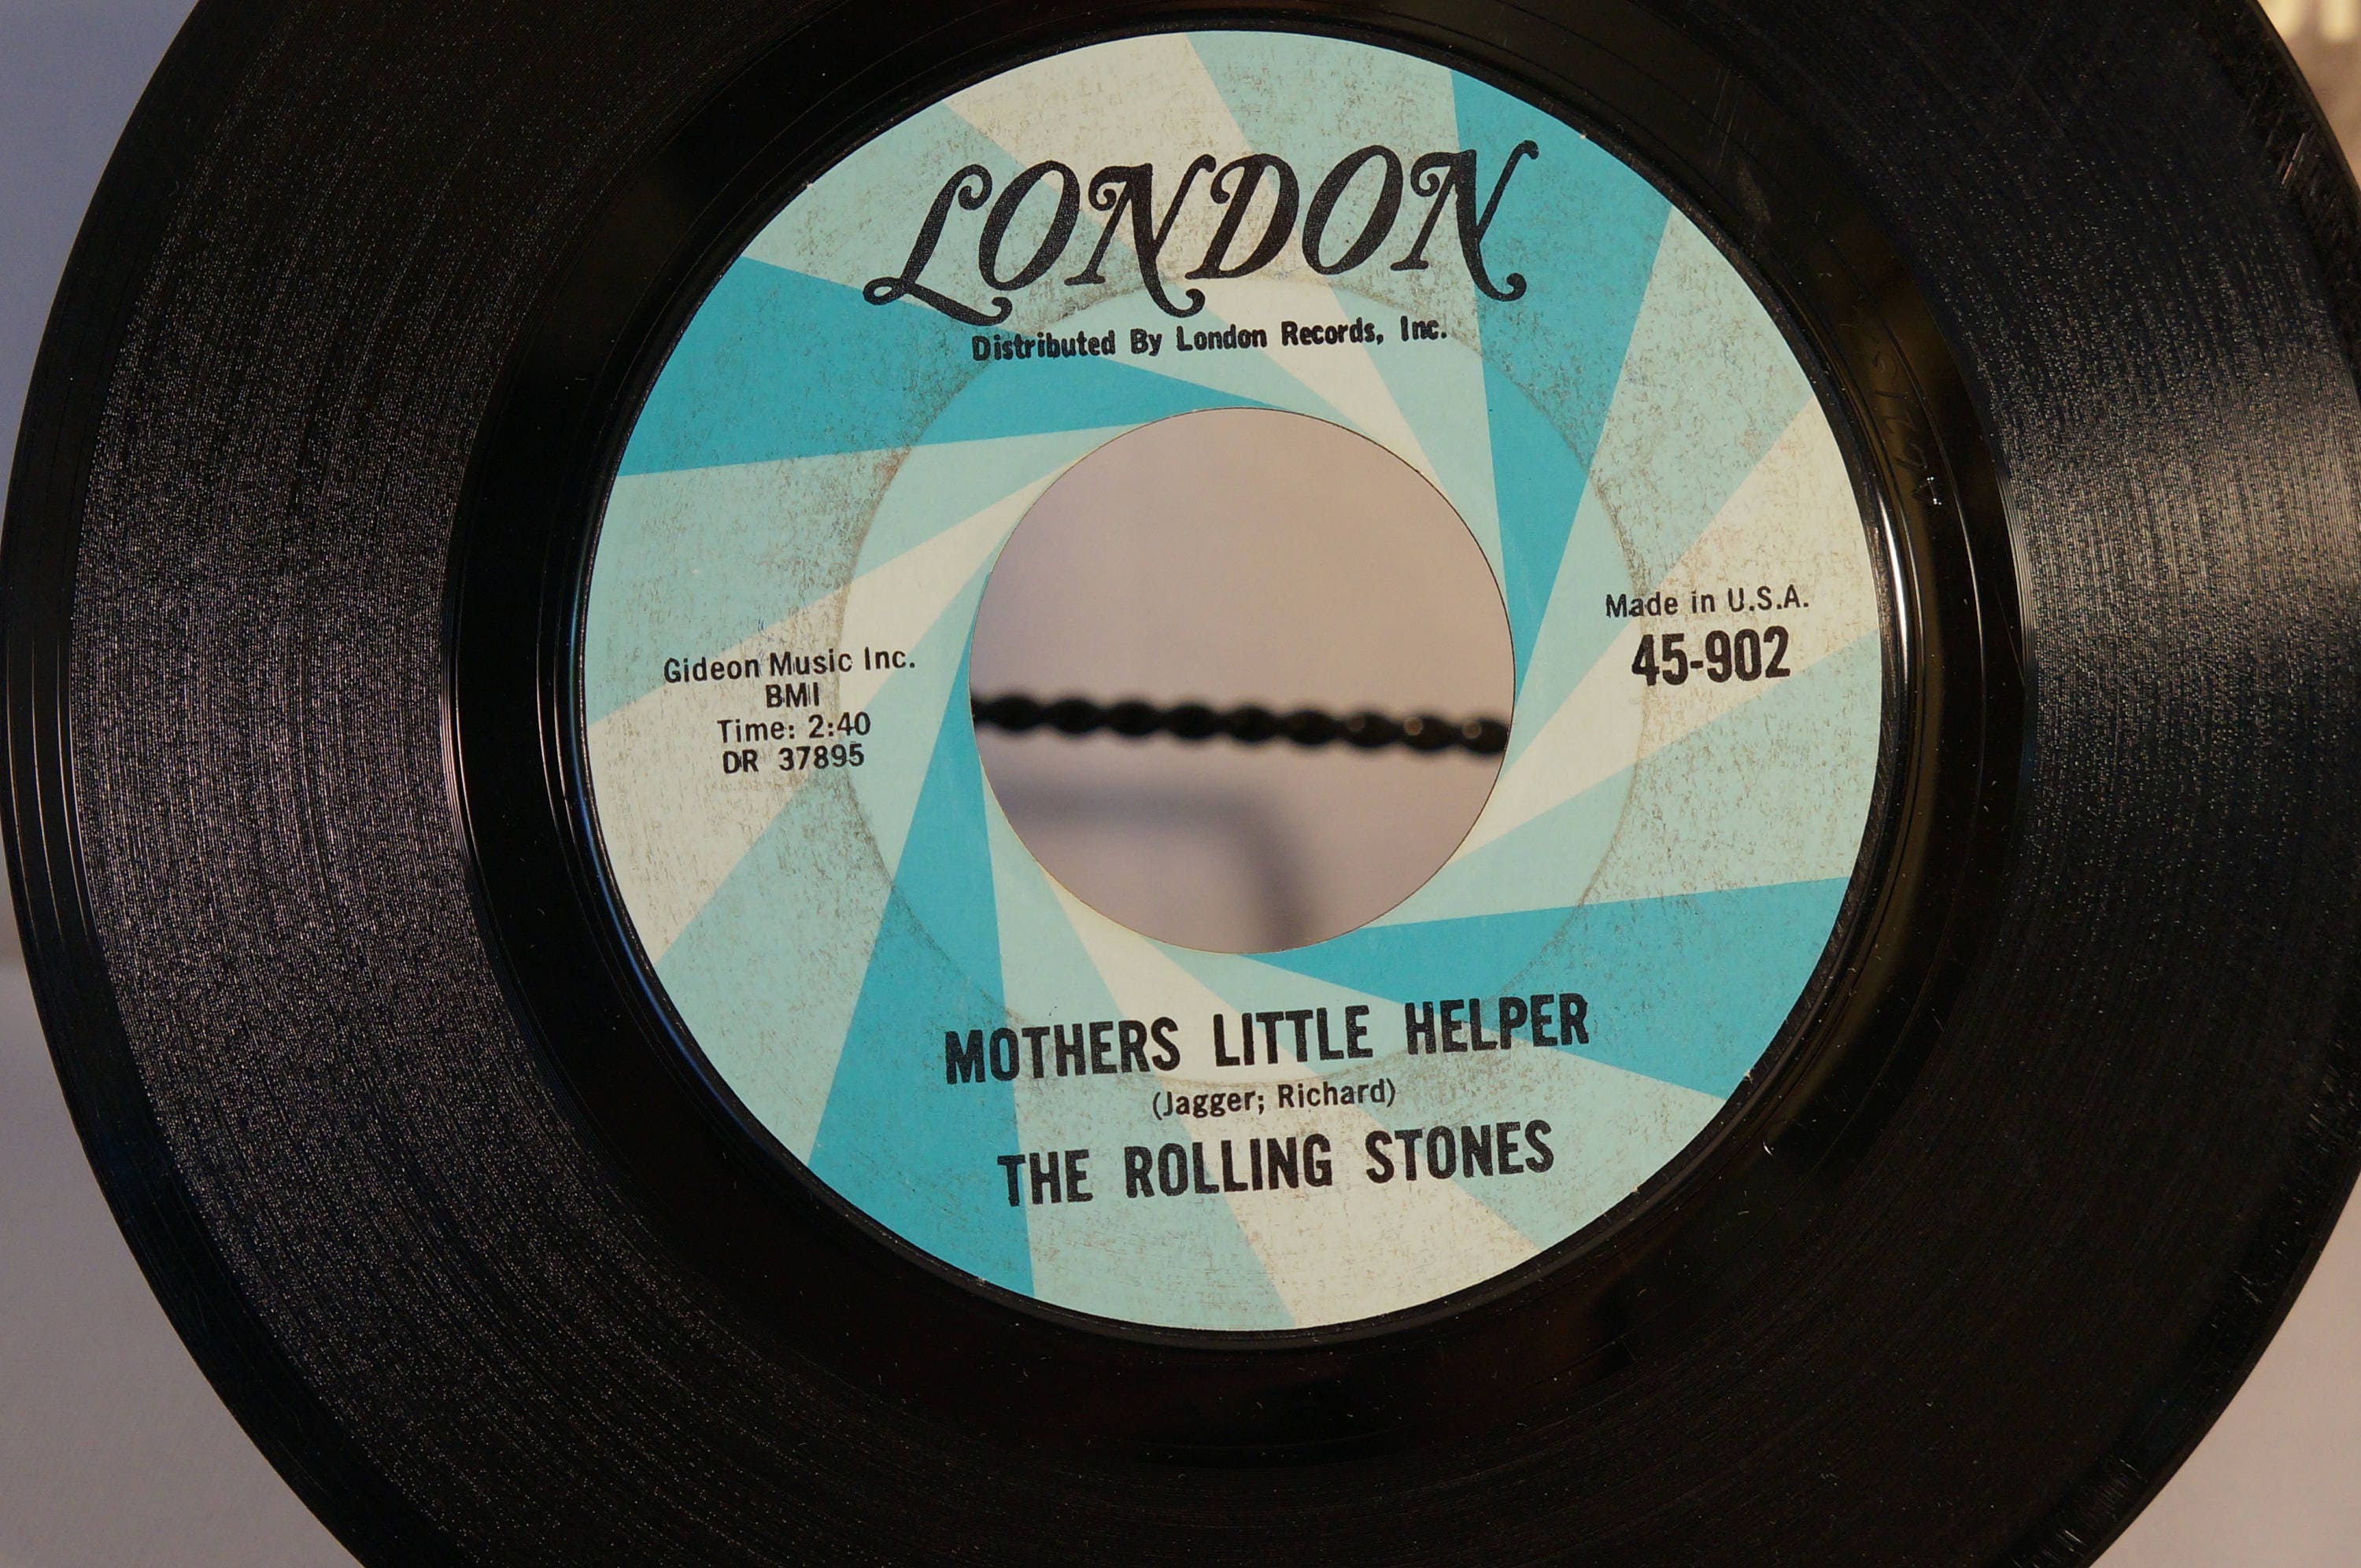 LONDON
Distributed By London Records, Inc.
Made in U.S.A.
45-902
Gideon Music Inc.
BMI
Time: 2:40
DR 37895
MOTHERS LITTLE HELPER
(Jagger; Richard)
THE ROLLING STONES